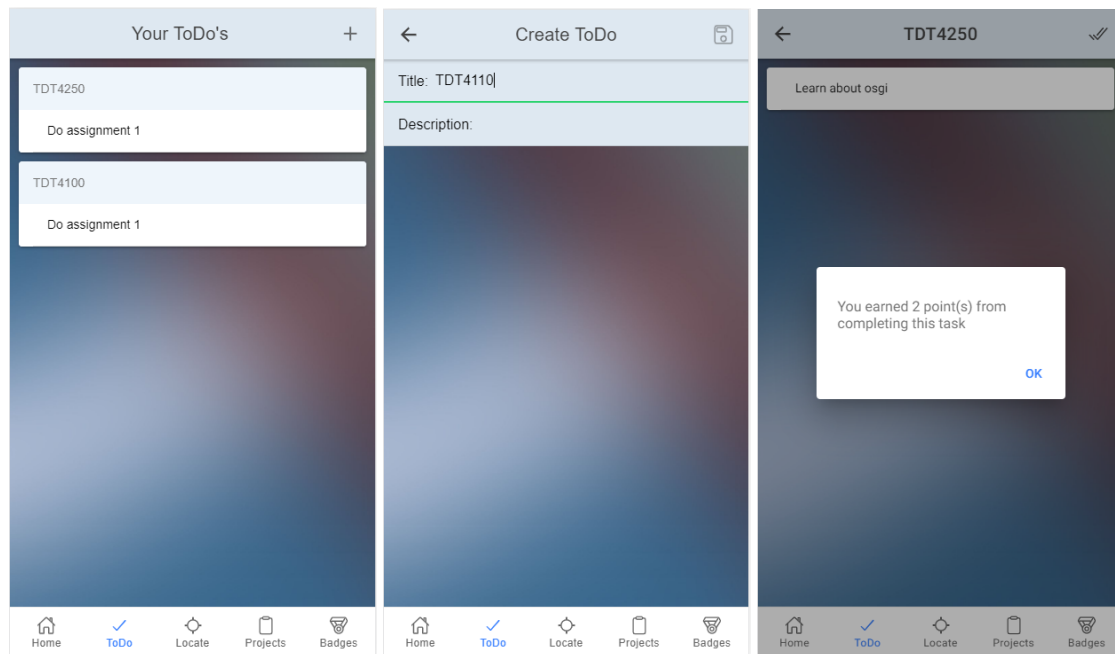 Your ToDo's
TDT4250
Do assignment 1
TDT4100
Do assignment 1
Home
ToDo
Locate
Projects
Badges
Create ToDo
Title: TDT4110
Description:
Home
ToDo
Locate
Projects
Badges
TDT4250
Learn about osgi
You earned 2 point(s) from
completing this task
OK
Home
ToDo
Locate
Projects
Badges